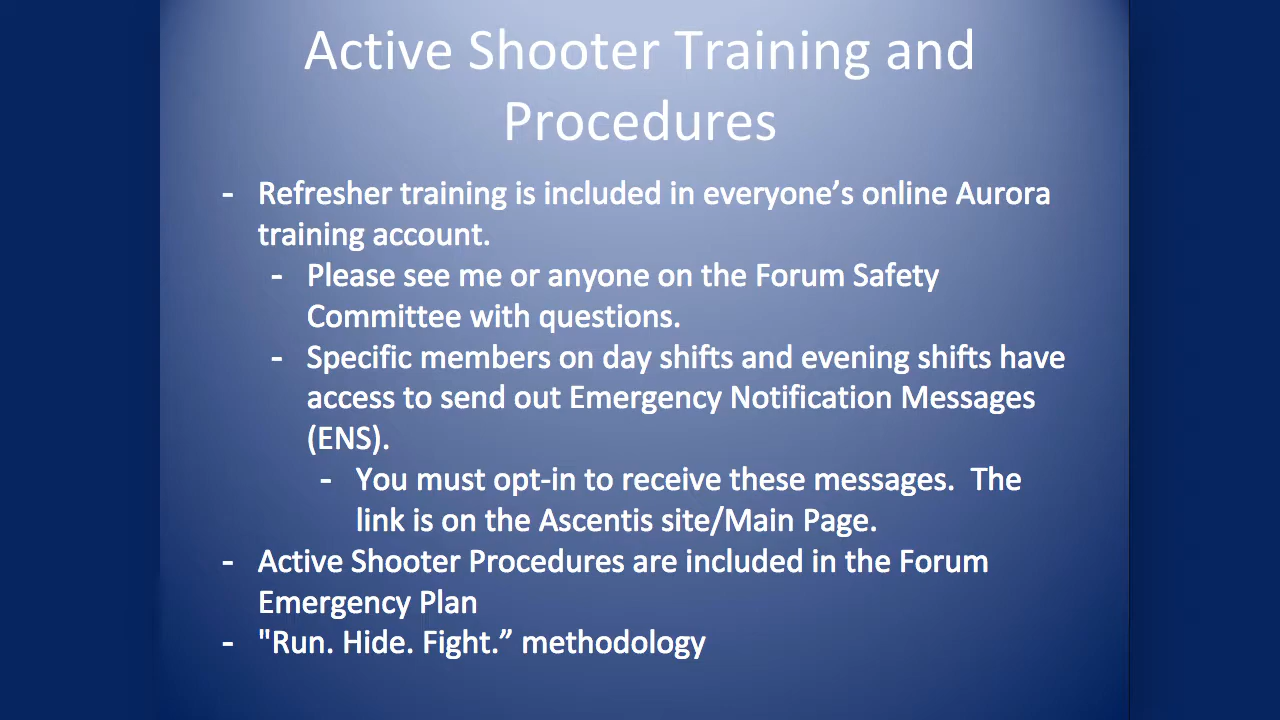 Active Shooter Training and
Procedures
- Refresher training is included in everyone’s online Aurora
training account.
- Please see me or anyone on the Forum Safety
Committee with questions.
- Specific members on day shifts and evening shifts have
access to send out Emergency Notification Messages
(ENS).
- You must opt-in to receive these messages.  The
link is on the Ascentis site/Main Page.
- Active Shooter Procedures are included in the Forum
Emergency Plan
- "Run. Hide. Fight.” methodology